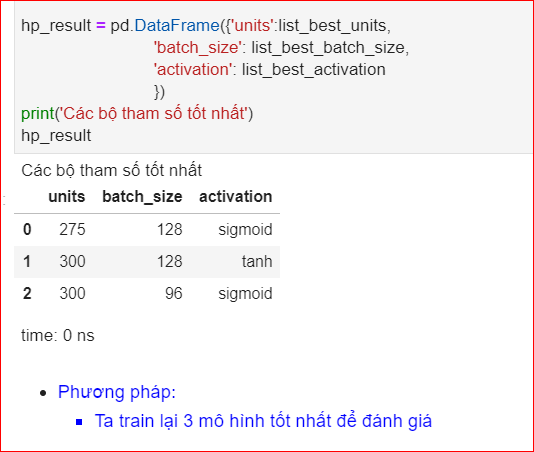 hp_result = pd.DataFrame({'units':list_best_units,
'batch_size': list_best_batch_size,
'activation': list_best_activation
})
print('Các bộ tham số tốt nhất')
hp_result
Các bộ tham số tốt nhất
units batch_size activation
0 275 128 sigmoid
1 300 128 tanh
2 300 96 sigmoid
time: 0 ns
• Phương pháp:
▪ Ta train lại 3 mô hình tốt nhất để đánh giá